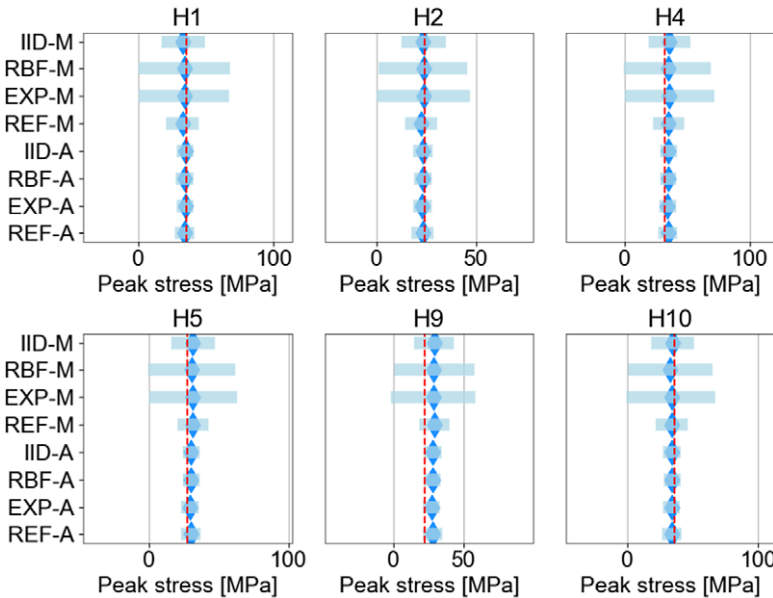 H1 H2 H4
IID-M
RBF-M
EXP-M
REF-M
IID-A
RBF-A
EXP-A
REF-A
0 100 0 50 0 100
Peak stress [MPa] Peak stress [MPa] Peak stress [MPa]
H5 H9 H10
IID-M
RBF-M
EXP-M
REF-M
IID-A
RBF-A
EXP-A
REF-A
0 100 0 50 0 100
Peak stress [MPa] Peak stress [MPa] Peak stress [MPa]